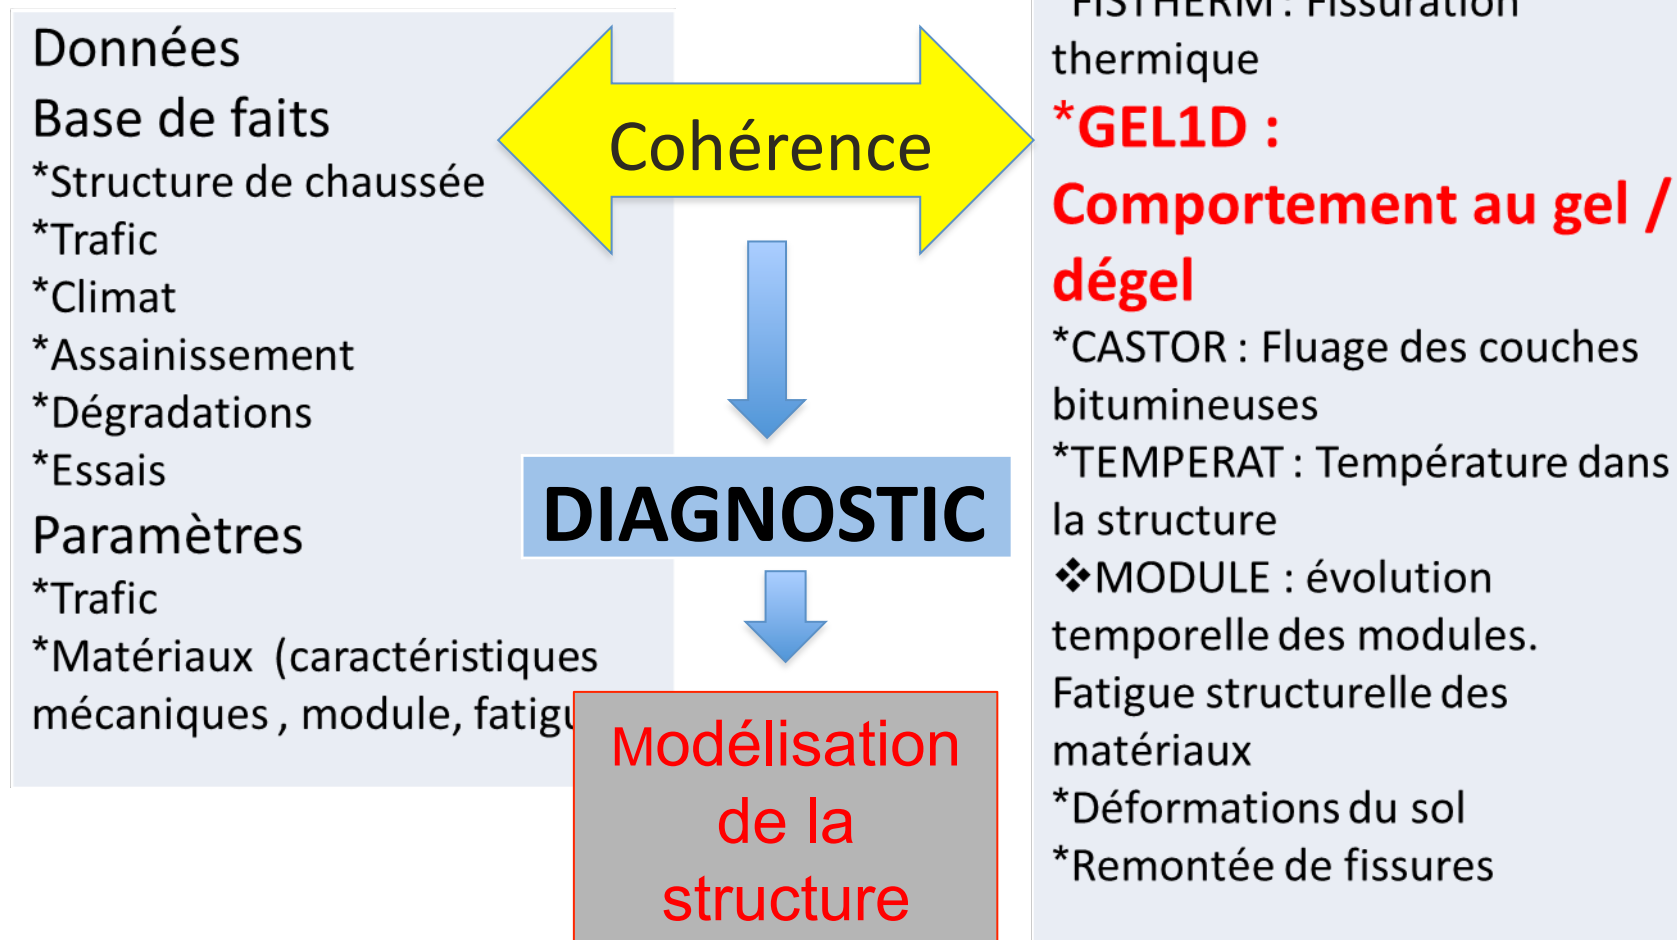 Données
Base de faits
*Structure de chaussée
*Trafic
*Climat
*Assainissement
*Dégradations
*Essais
Paramètres
*Trafic
*Matériaux (caractéristiques
mécaniques , module,
Cohérence
DIAGNOSTIC
Modélisation
de la
structure
FISTHERM : Fissuration
thermique
*GEL1D :
Comportement au gel /
dégel
*CASTOR : Fluage des couches
bitumineuses
*TEMPERAT : Température dans
la structure
❖MODULE : évolution
temporelle des modules.
Fatigue structurelle des
matériaux
*Déformations du sol
*Remontée de fissures